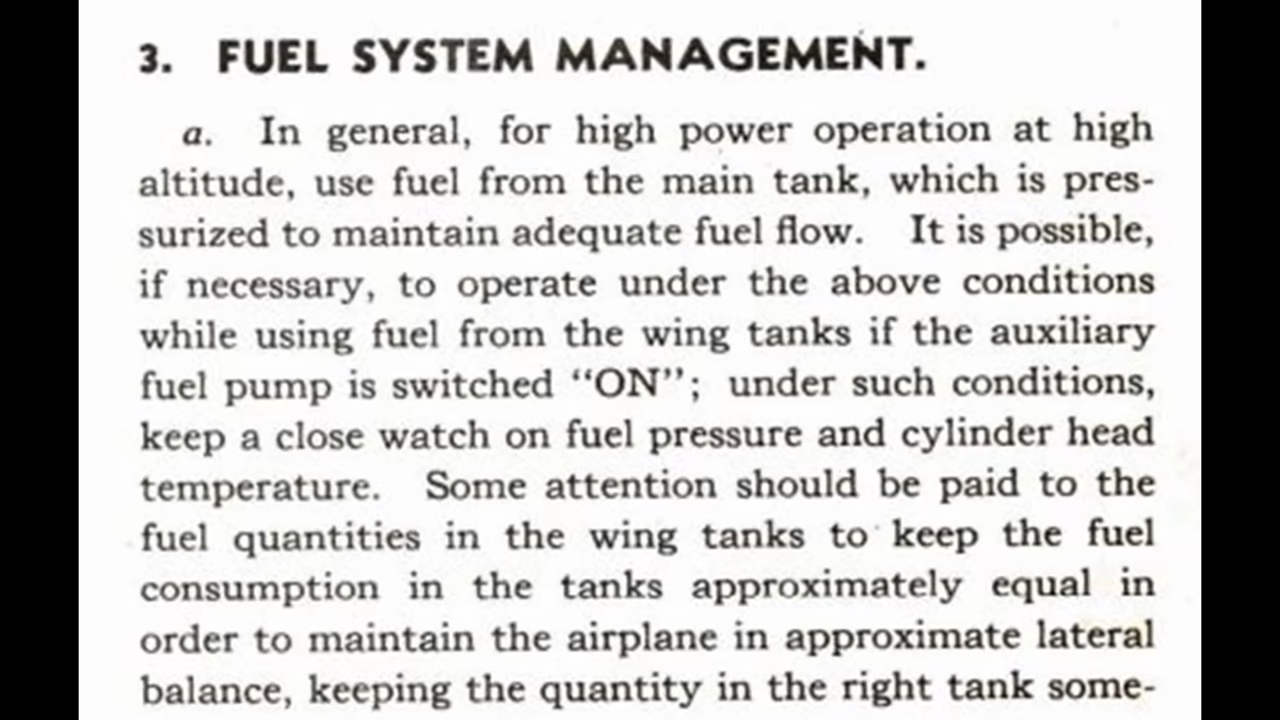 3. FUEL SYSTEM MANAGEMENT.
a. In general, for high power operation at high
altitude, use fuel from the main tank, which is pres-
surized to maintain adequate fuel flow. It is possible,
if necessary, to operate under the above conditions
while using fuel from the wing tanks if the auxiliary
fuel pump is switched “ON”; under such conditions,
keep a close watch on fuel pressure and cylinder head
temperature. Some attention should be paid to the
fuel quantities in the wing tanks to keep the fuel
consumption in the tanks approximately equal in
order to maintain the airplane in approximate lateral
balance, keeping the quantity in the right tank some-